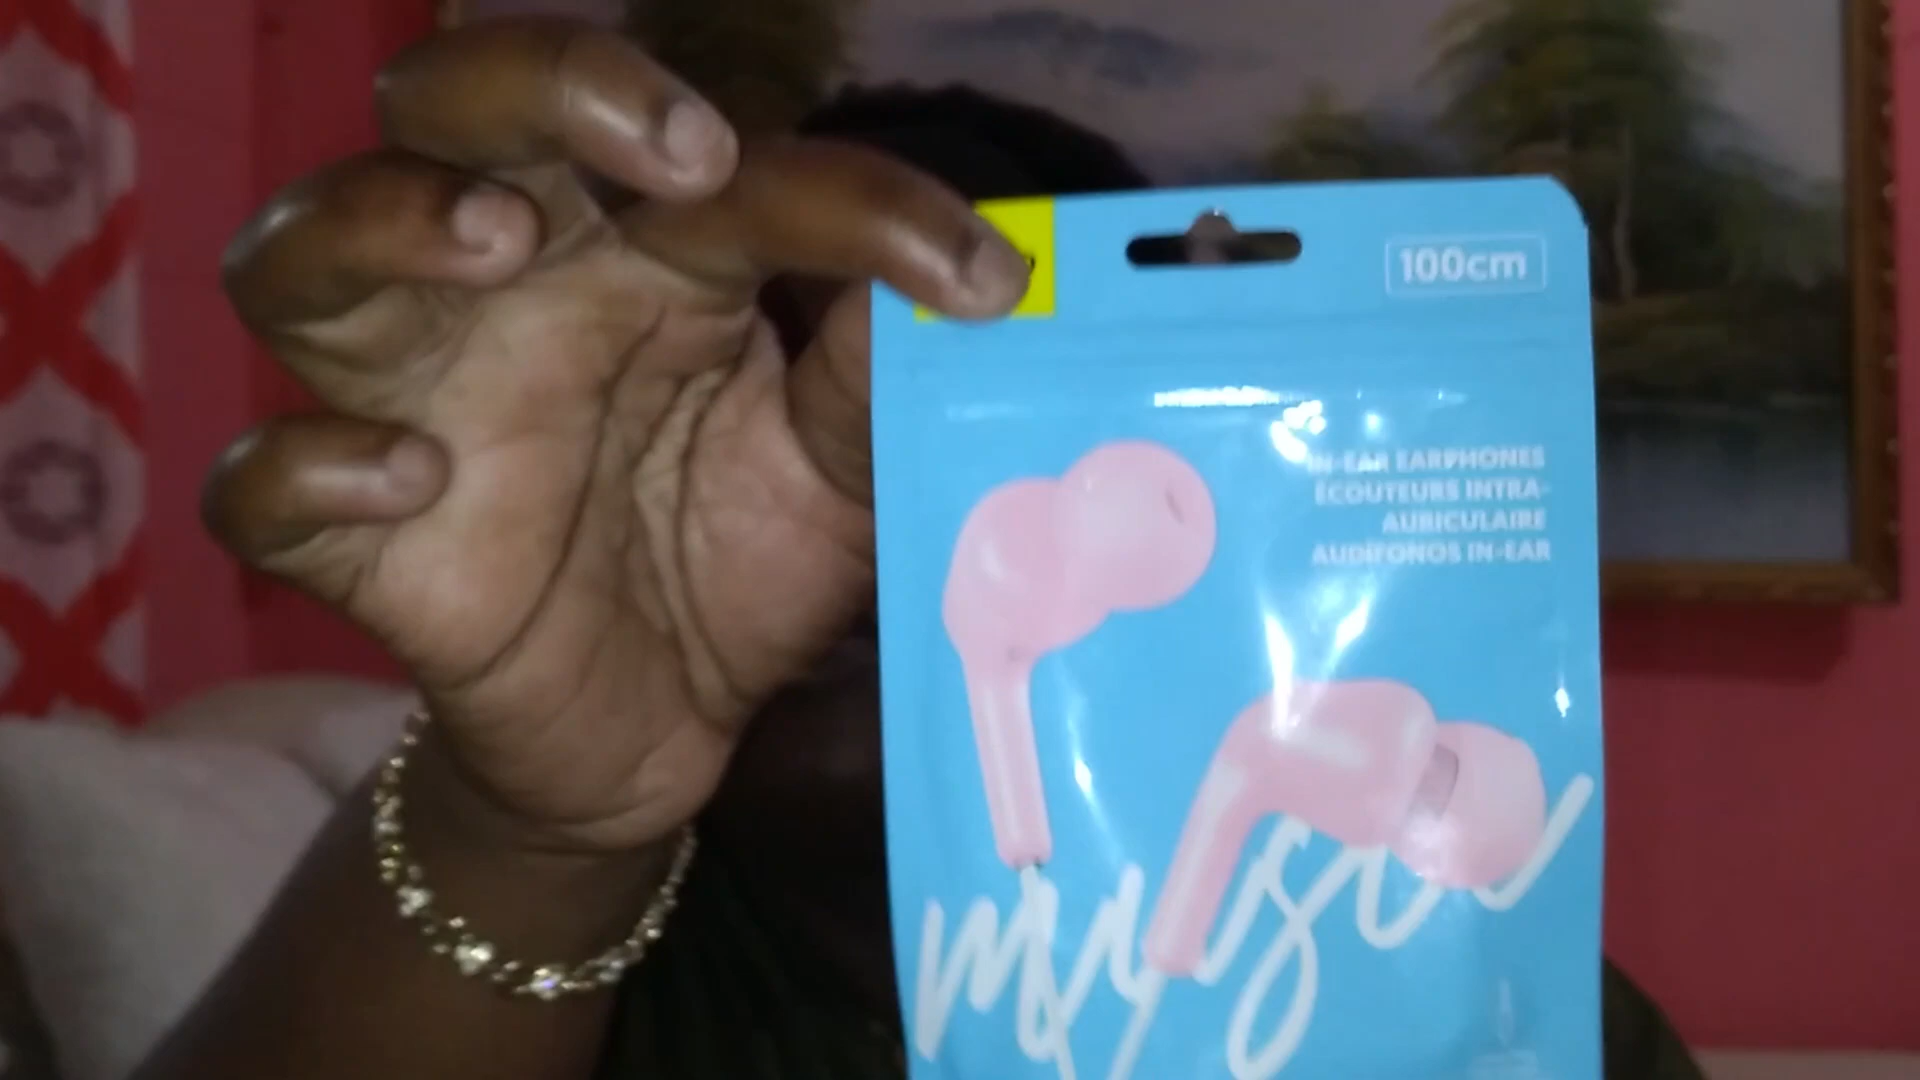 100cm
IN-EAR EARPHONES
ÉCOUTEURS INTRA-
AURICULAIRE
AUDÍFONOS IN-EAR